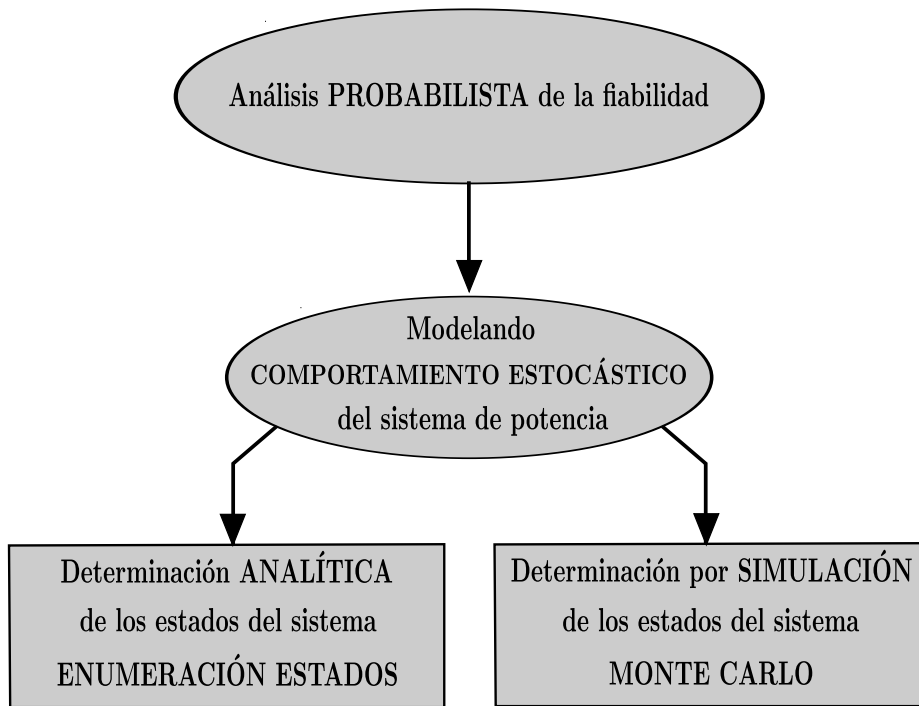 Análisis PROBABILISTA de la fiabilidad
Modelando
COMPORTAMIENTO ESTOCÁSTICO
del sistema de potencia
Determinación ANALÍTICA
de los estados del sistema
ENUMERACIÓN ESTADOS
Determinación por SIMULACIÓN
de los estados del sistema
MONTE CARLO